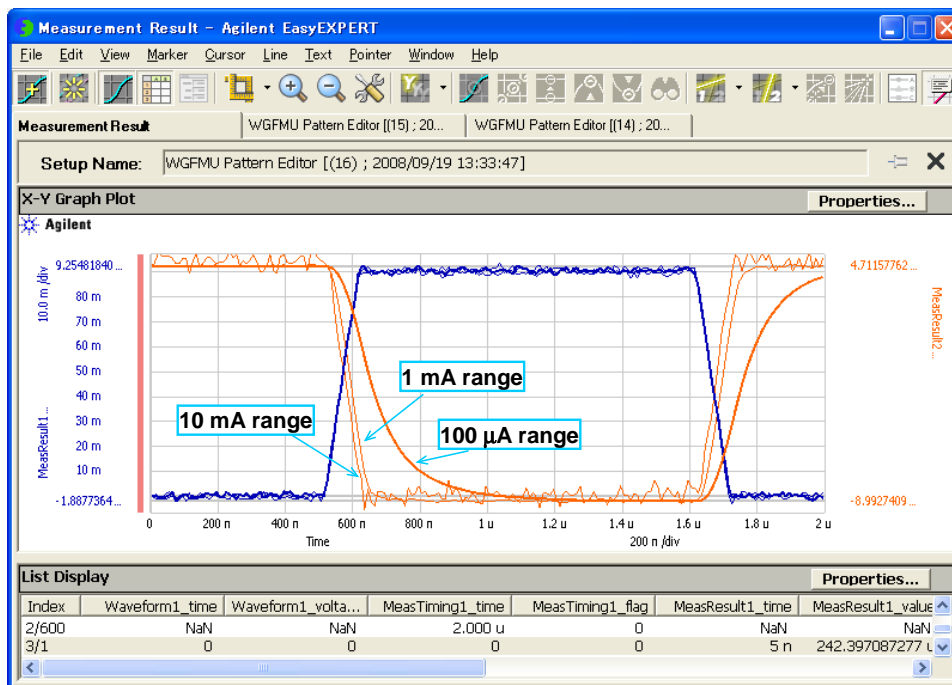 Measurement Result - Agilent EasyEXPERT
File Edit View Marker Cursor Line Text Pointer Window Help
Measurement Result WGFMU Pattern Editor [(15) ; 20... WGFMU Pattern Editor [(14) ; 20...
Setup Name: WGFMU Pattern Editor [(16) ; 2008/09/19 13:33:47]
X-Y Graph Plot Properties...
Agilent
9.25481840... 4.71157762...
10.0 m /div
80 m
70 m
60 m
50 m
40 m
30 m
20 m
10 m
-1.8877364... -8.9927409...
MeasResult1...
MeasResult2...
1 mA range
10 mA range
100 µA range
0 200 n 400 n 600 n 800 n 1 u 1.2 u 1.4 u 1.6 u 1.8 u 2 u
Time 200 n /div
List Display Properties...
Index Waveform1_time Waveform1_volta... MeasTiming1_time MeasTiming1_flag MeasResult1_time MeasResult1_value
2/600 NaN NaN 2.000 u 0 NaN NaN
3/1 0 0 0 0 5 n 242.397087277 u